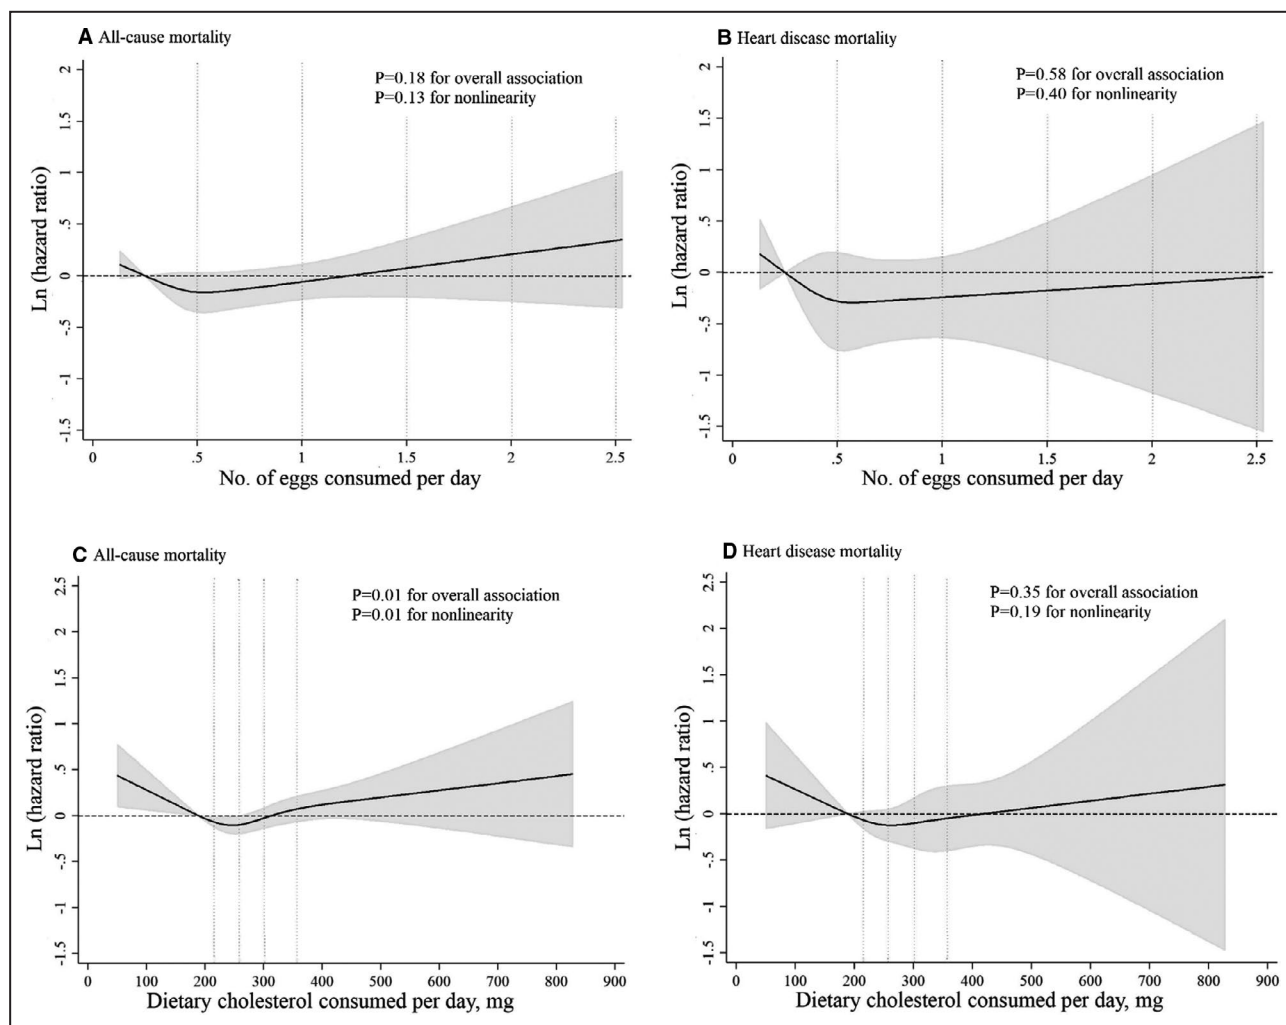 A All-cause mortality
P=0.18 for overall association
P=0.13 for nonlinearity
Ln (hazard ratio)
2
1.5
1
.5
0
-.5
-1
-1.5
0 .5 1 1.5 2 2.5
No. of eggs consumed per day
B Heart disease mortality
P=0.58 for overall association
P=0.40 for nonlinearity
Ln (hazard ratio)
2
1.5
1
.5
0
-.5
-1
-1.5
0 .5 1 1.5 2 2.5
No. of eggs consumed per day
C All-cause mortality
P=0.01 for overall association
P=0.01 for nonlinearity
Ln (hazard ratio)
2.5
2
1.5
1
.5
0
-.5
-1
-1.5
0 100 200 300 400 500 600 700 800 900
Dietary cholesterol consumed per day, mg
D Heart disease mortality
P=0.35 for overall association
P=0.19 for nonlinearity
Ln (hazard ratio)
2.5
2
1.5
1
.5
0
-.5
-1
-1.5
0 100 200 300 400 500 600 700 800 900
Dietary cholesterol consumed per day, mg